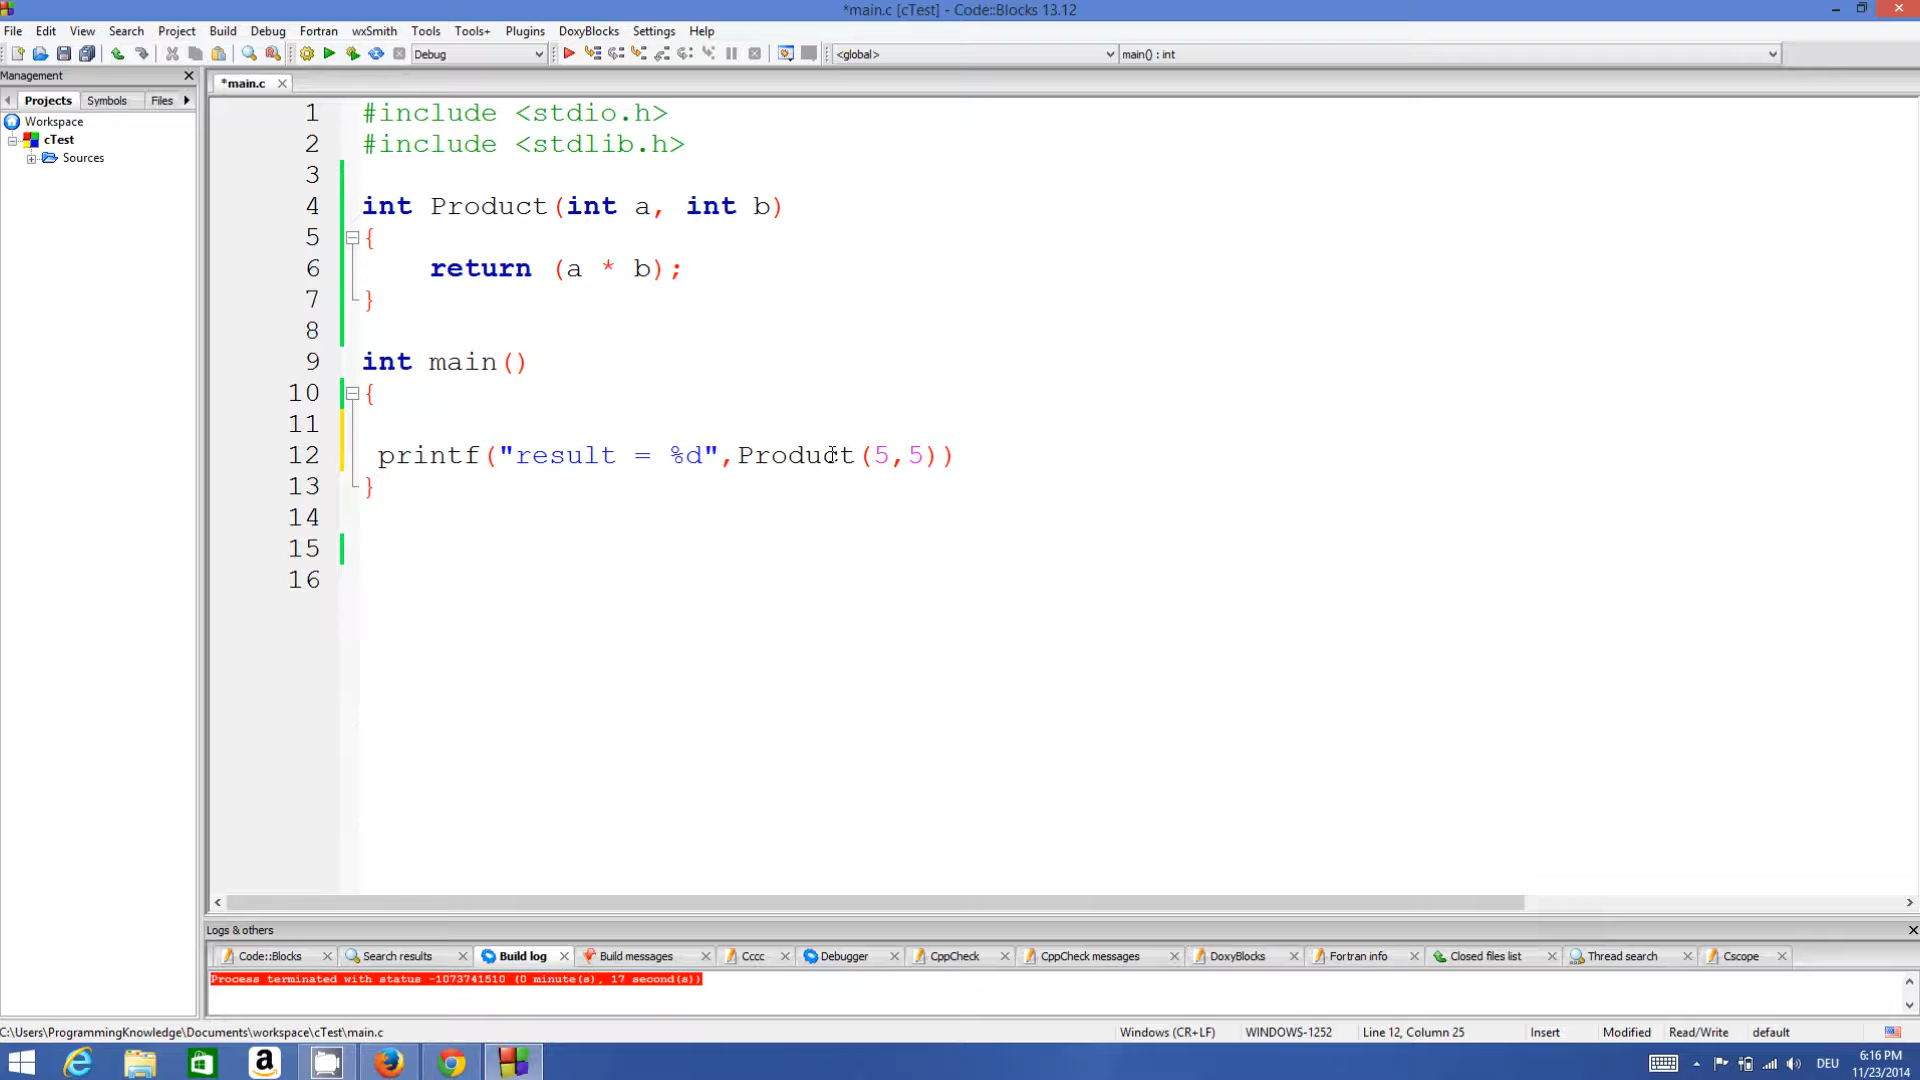 *main.c [cTest] - Code::Blocks 13.12
File Edit View Search Project Build Debug Fortran wxSmith Tools Tools+ Plugins DoxyBlocks Settings Help
Debug <global> main() : int
Management
*main.c
Projects Symbols Files
Workspace
cTest
Sources
1 #include <stdio.h>
2 #include <stdlib.h>
3
4 int Product(int a, int b)
5 {
6 return (a * b);
7 }
8
9 int main()
10 {
11
12 printf("result = %d",Product(5,5))
13 }
14
15
16
Logs & others
Code::Blocks Search results Build log Build messages Cccc Debugger CppCheck CppCheck messages DoxyBlocks Fortran info Closed files list Thread search Cscope
Process terminated with status -1073741510 (0 minute(s), 17 second(s))
C:\Users\ProgrammingKnowledge\Documents\workspace\cTest\main.c Windows (CR+LF) WINDOWS-1252 Line 12, Column 25 Insert Modified Read/Write default
DEU 6:16 PM
11/23/2014